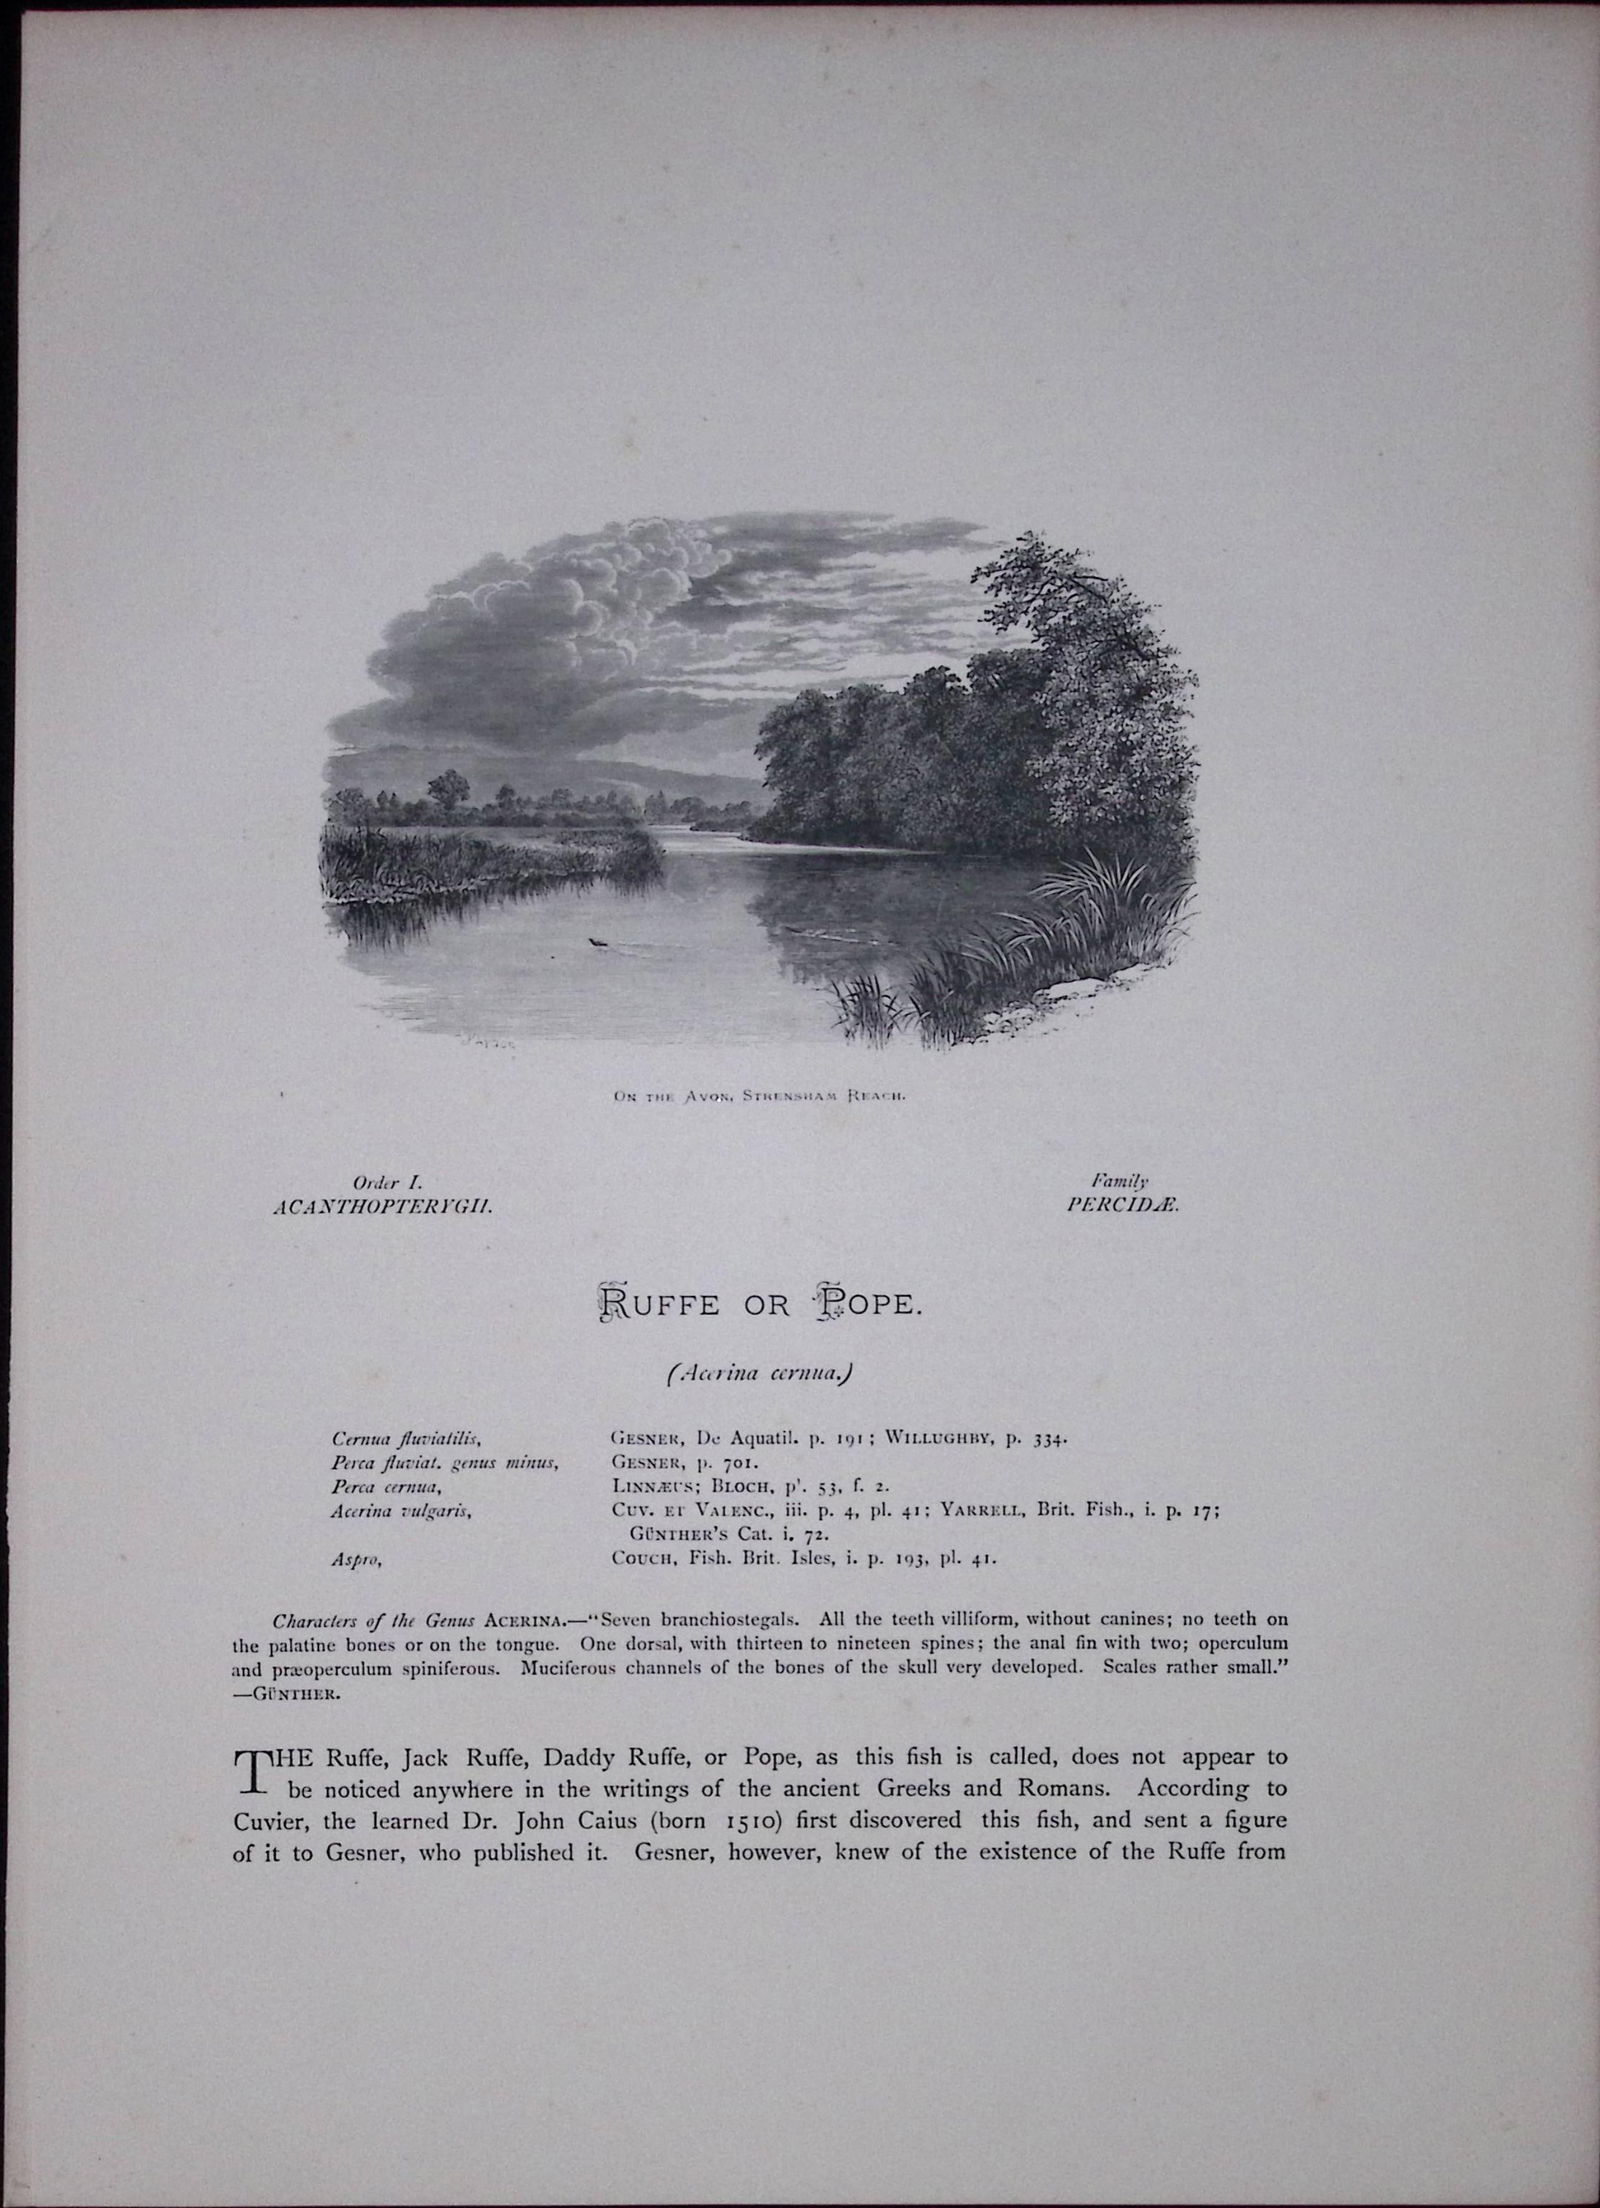 On the Avon, Strensham Reach.
Order I.
ACANTHOPTERYGII.
Family
PERCIDÆ.
RUFFE OR POPE.
(Acerina cernua.)
Cernua fluviatilis, GESNER, De Aquatil. p. 191; WILLUGHBY, p. 334.
Perca fluviat. genus minus, GESNER, p. 701.
Perca cernua, LINNÆUS; BLOCH, pl. 53, f. 2.
Acerina vulgaris, CUV. ET VALENC., iii. p. 4, pl. 41; YARRELL, Brit. Fish., i. p. 17;
GÜNTHER'S Cat. i. 72.
Aspro, COUCH, Fish. Brit. Isles, i. p. 193, pl. 41.
Characters of the Genus ACERINA.—"Seven branchiostegals. All the teeth villiform, without canines; no teeth on
the palatine bones or on the tongue. One dorsal, with thirteen to nineteen spines; the anal fin with two; operculum
and præoperculum spiniferous. Muciferous channels of the bones of the skull very developed. Scales rather small."
—GÜNTHER.
THE Ruffe, Jack Ruffe, Daddy Ruffe, or Pope, as this fish is called, does not appear to
be noticed anywhere in the writings of the ancient Greeks and Romans. According to
Cuvier, the learned Dr. John Caius (born 1510) first discovered this fish, and sent a figure
of it to Gesner, who published it. Gesner, however, knew of the existence of the Ruffe from